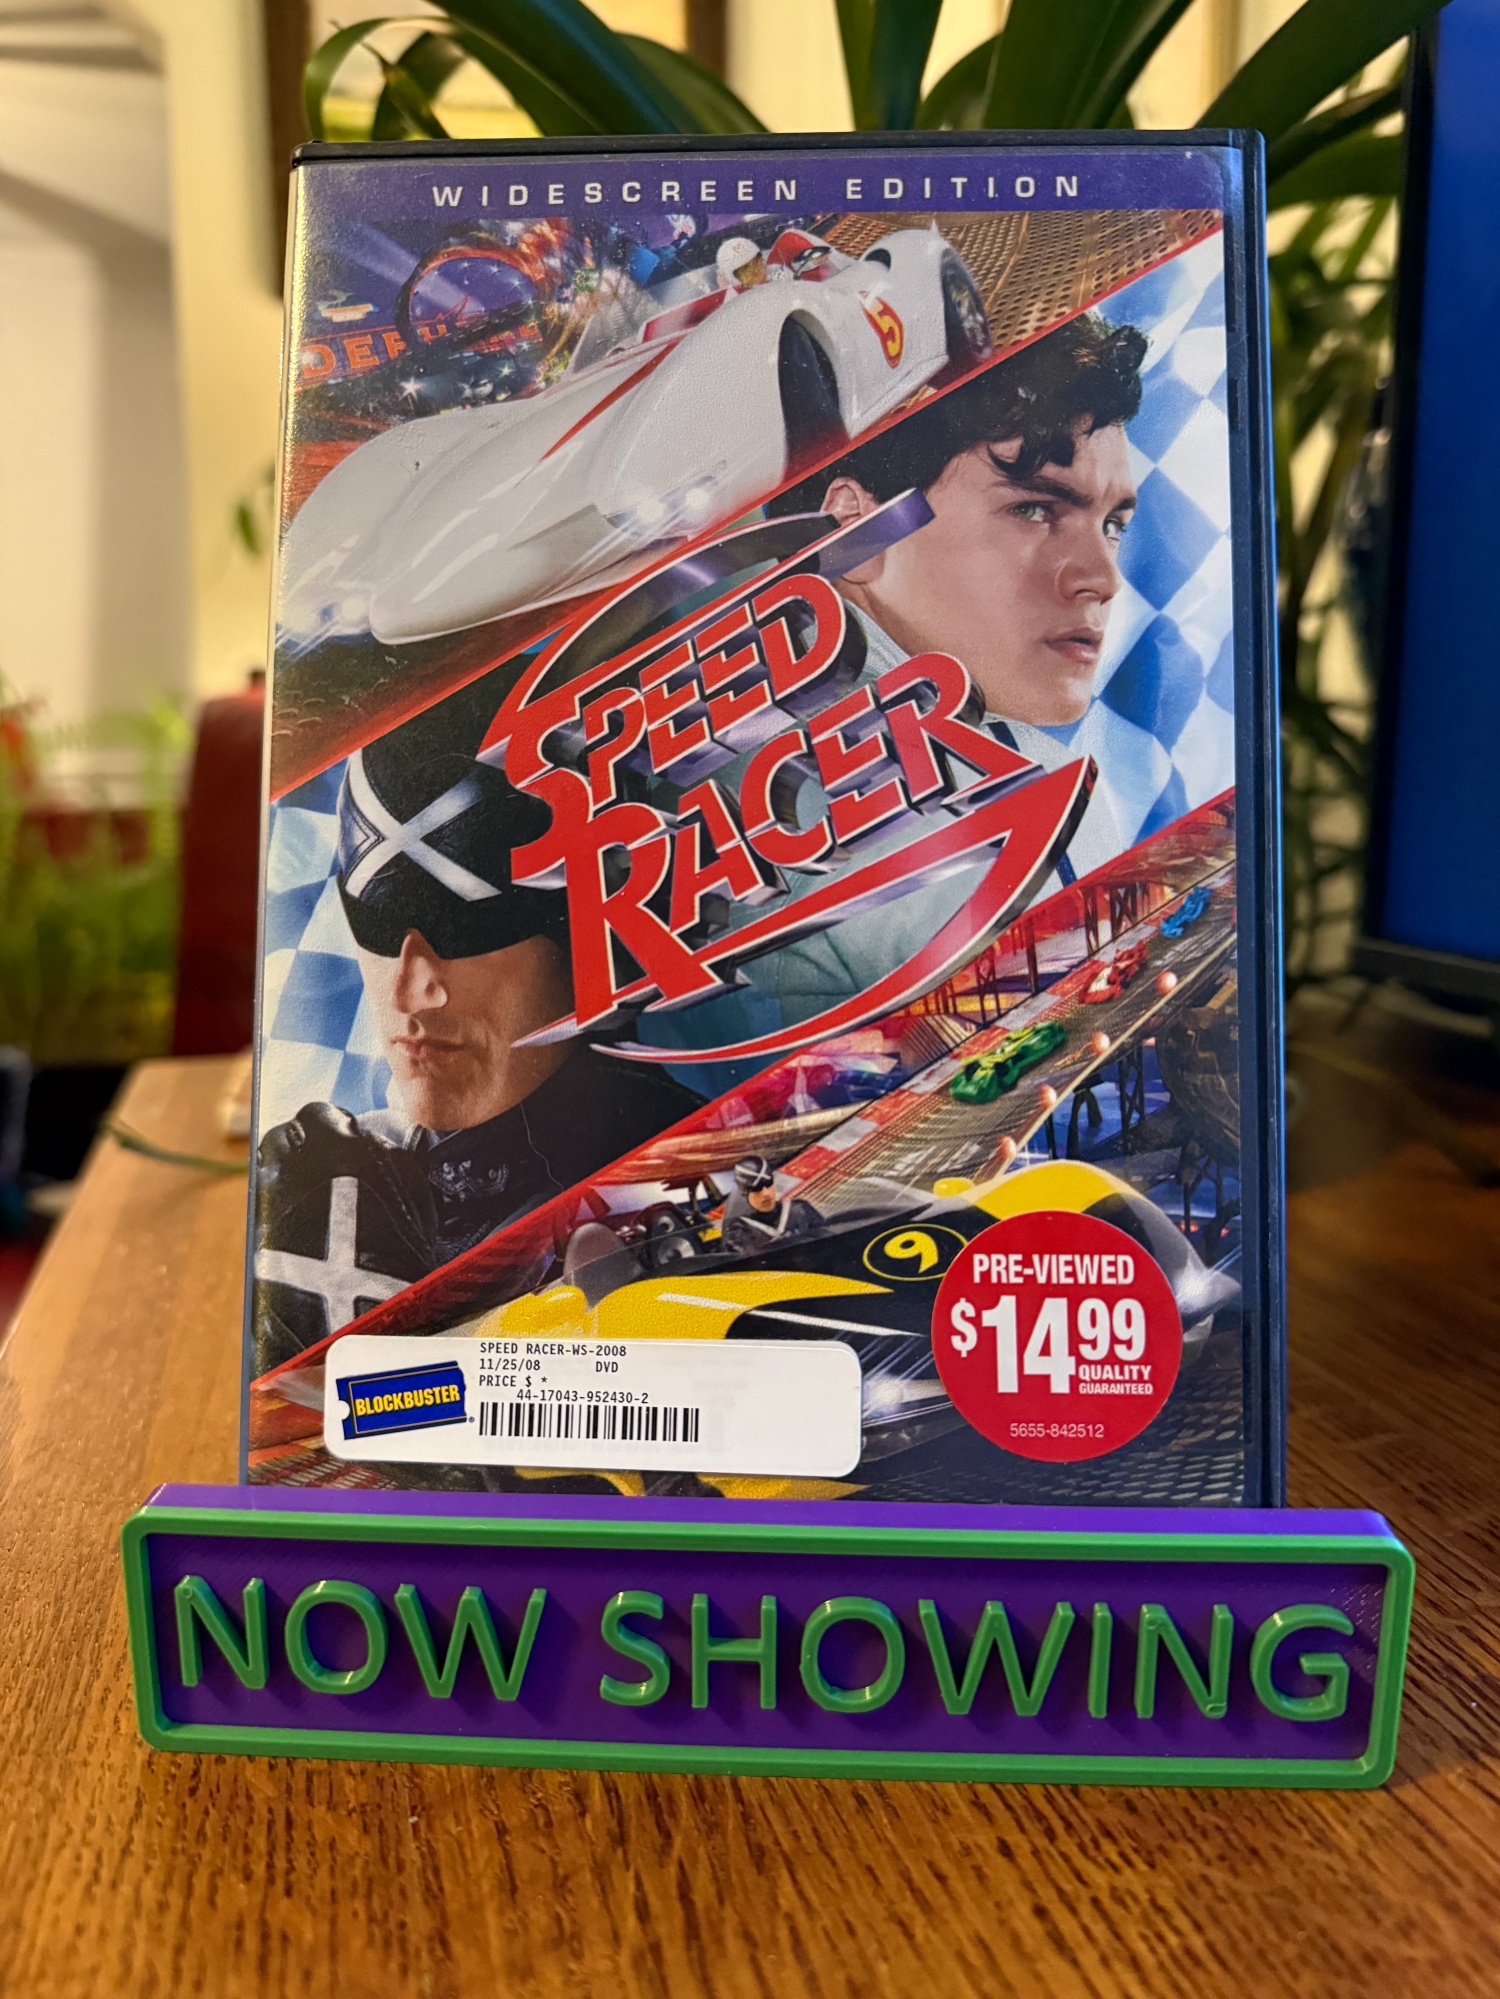 WIDESCREEN EDITION
5
SPEED
RACER
9
PRE-VIEWED
$14.99
QUALITY
GUARANTEED
5655-842512
SPEED RACER-WS-2008
11/25/08 DVD
PRICE $ *
44-17043-952430-2
BLOCKBUSTER
NOW SHOWING